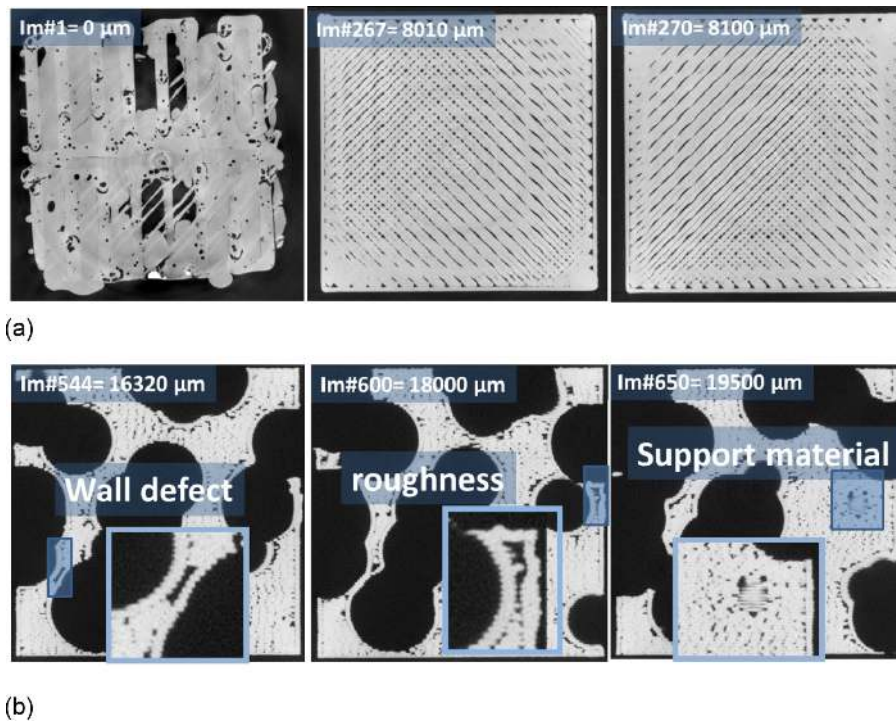 Im#1= 0 µm
Im#267= 8010 µm
Im#270= 8100 µm
(a)
Im#544= 16320 µm
Im#600= 18000 µm
Im#650= 19500 µm
Wall defect
roughness
Support material
(b)